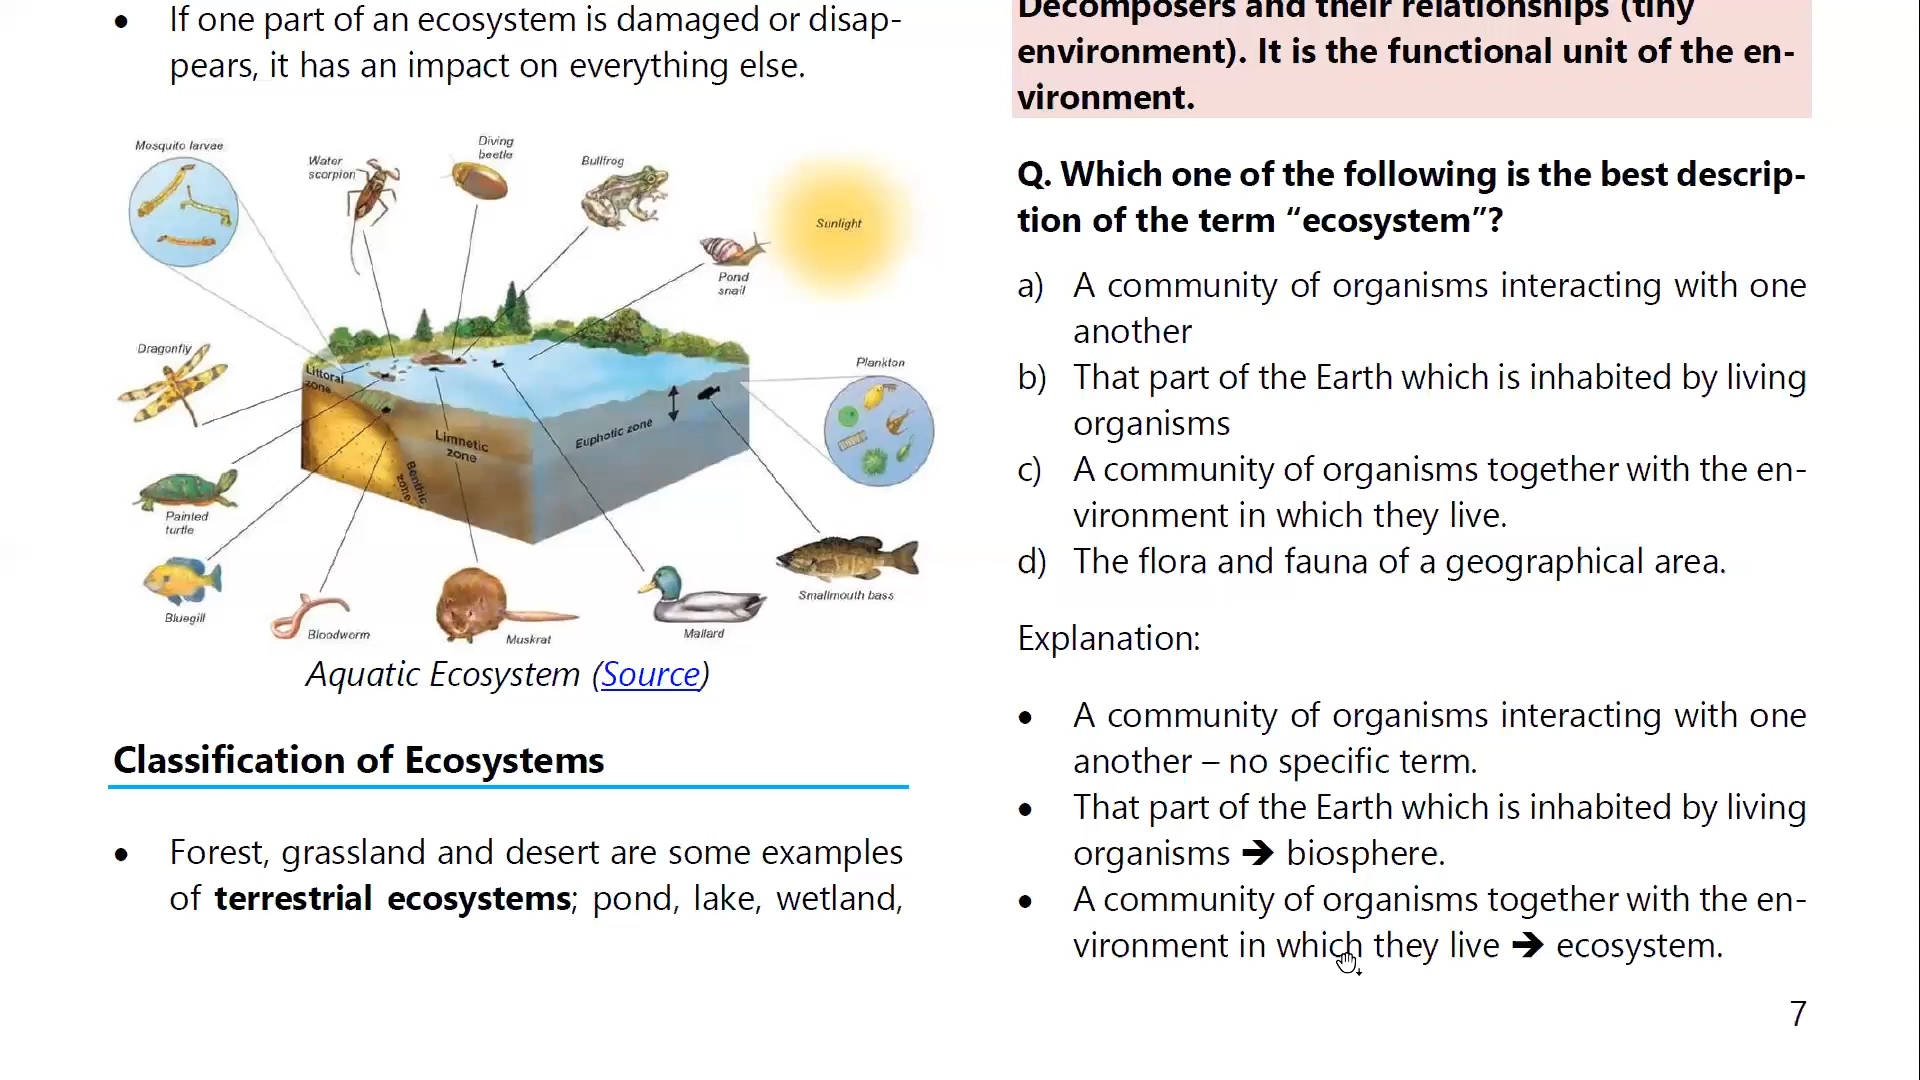 • If one part of an ecosystem is damaged or disap-
pears, it has an impact on everything else.
Mosquito larvae
Water
scorpion
Diving
beetle
Bullfrog
Sunlight
Pond
snail
Dragonfly
Littoral
zone
Plankton
Limnetic
zone
Euphotic zone
Benthic
zone
Painted
turtle
Bluegill
Bloodworm
Muskrat
Mallard
Smallmouth bass
Aquatic Ecosystem (Source)
Classification of Ecosystems
• Forest, grassland and desert are some examples
of terrestrial ecosystems; pond, lake, wetland,
Decomposers and their relationships (tiny
environment). It is the functional unit of the en-
vironment.
Q. Which one of the following is the best descrip-
tion of the term “ecosystem”?
a) A community of organisms interacting with one
another
b) That part of the Earth which is inhabited by living
organisms
c) A community of organisms together with the en-
vironment in which they live.
d) The flora and fauna of a geographical area.
Explanation:
• A community of organisms interacting with one
another – no specific term.
• That part of the Earth which is inhabited by living
organisms ➔ biosphere.
• A community of organisms together with the en-
vironment in which they live ➔ ecosystem.
7